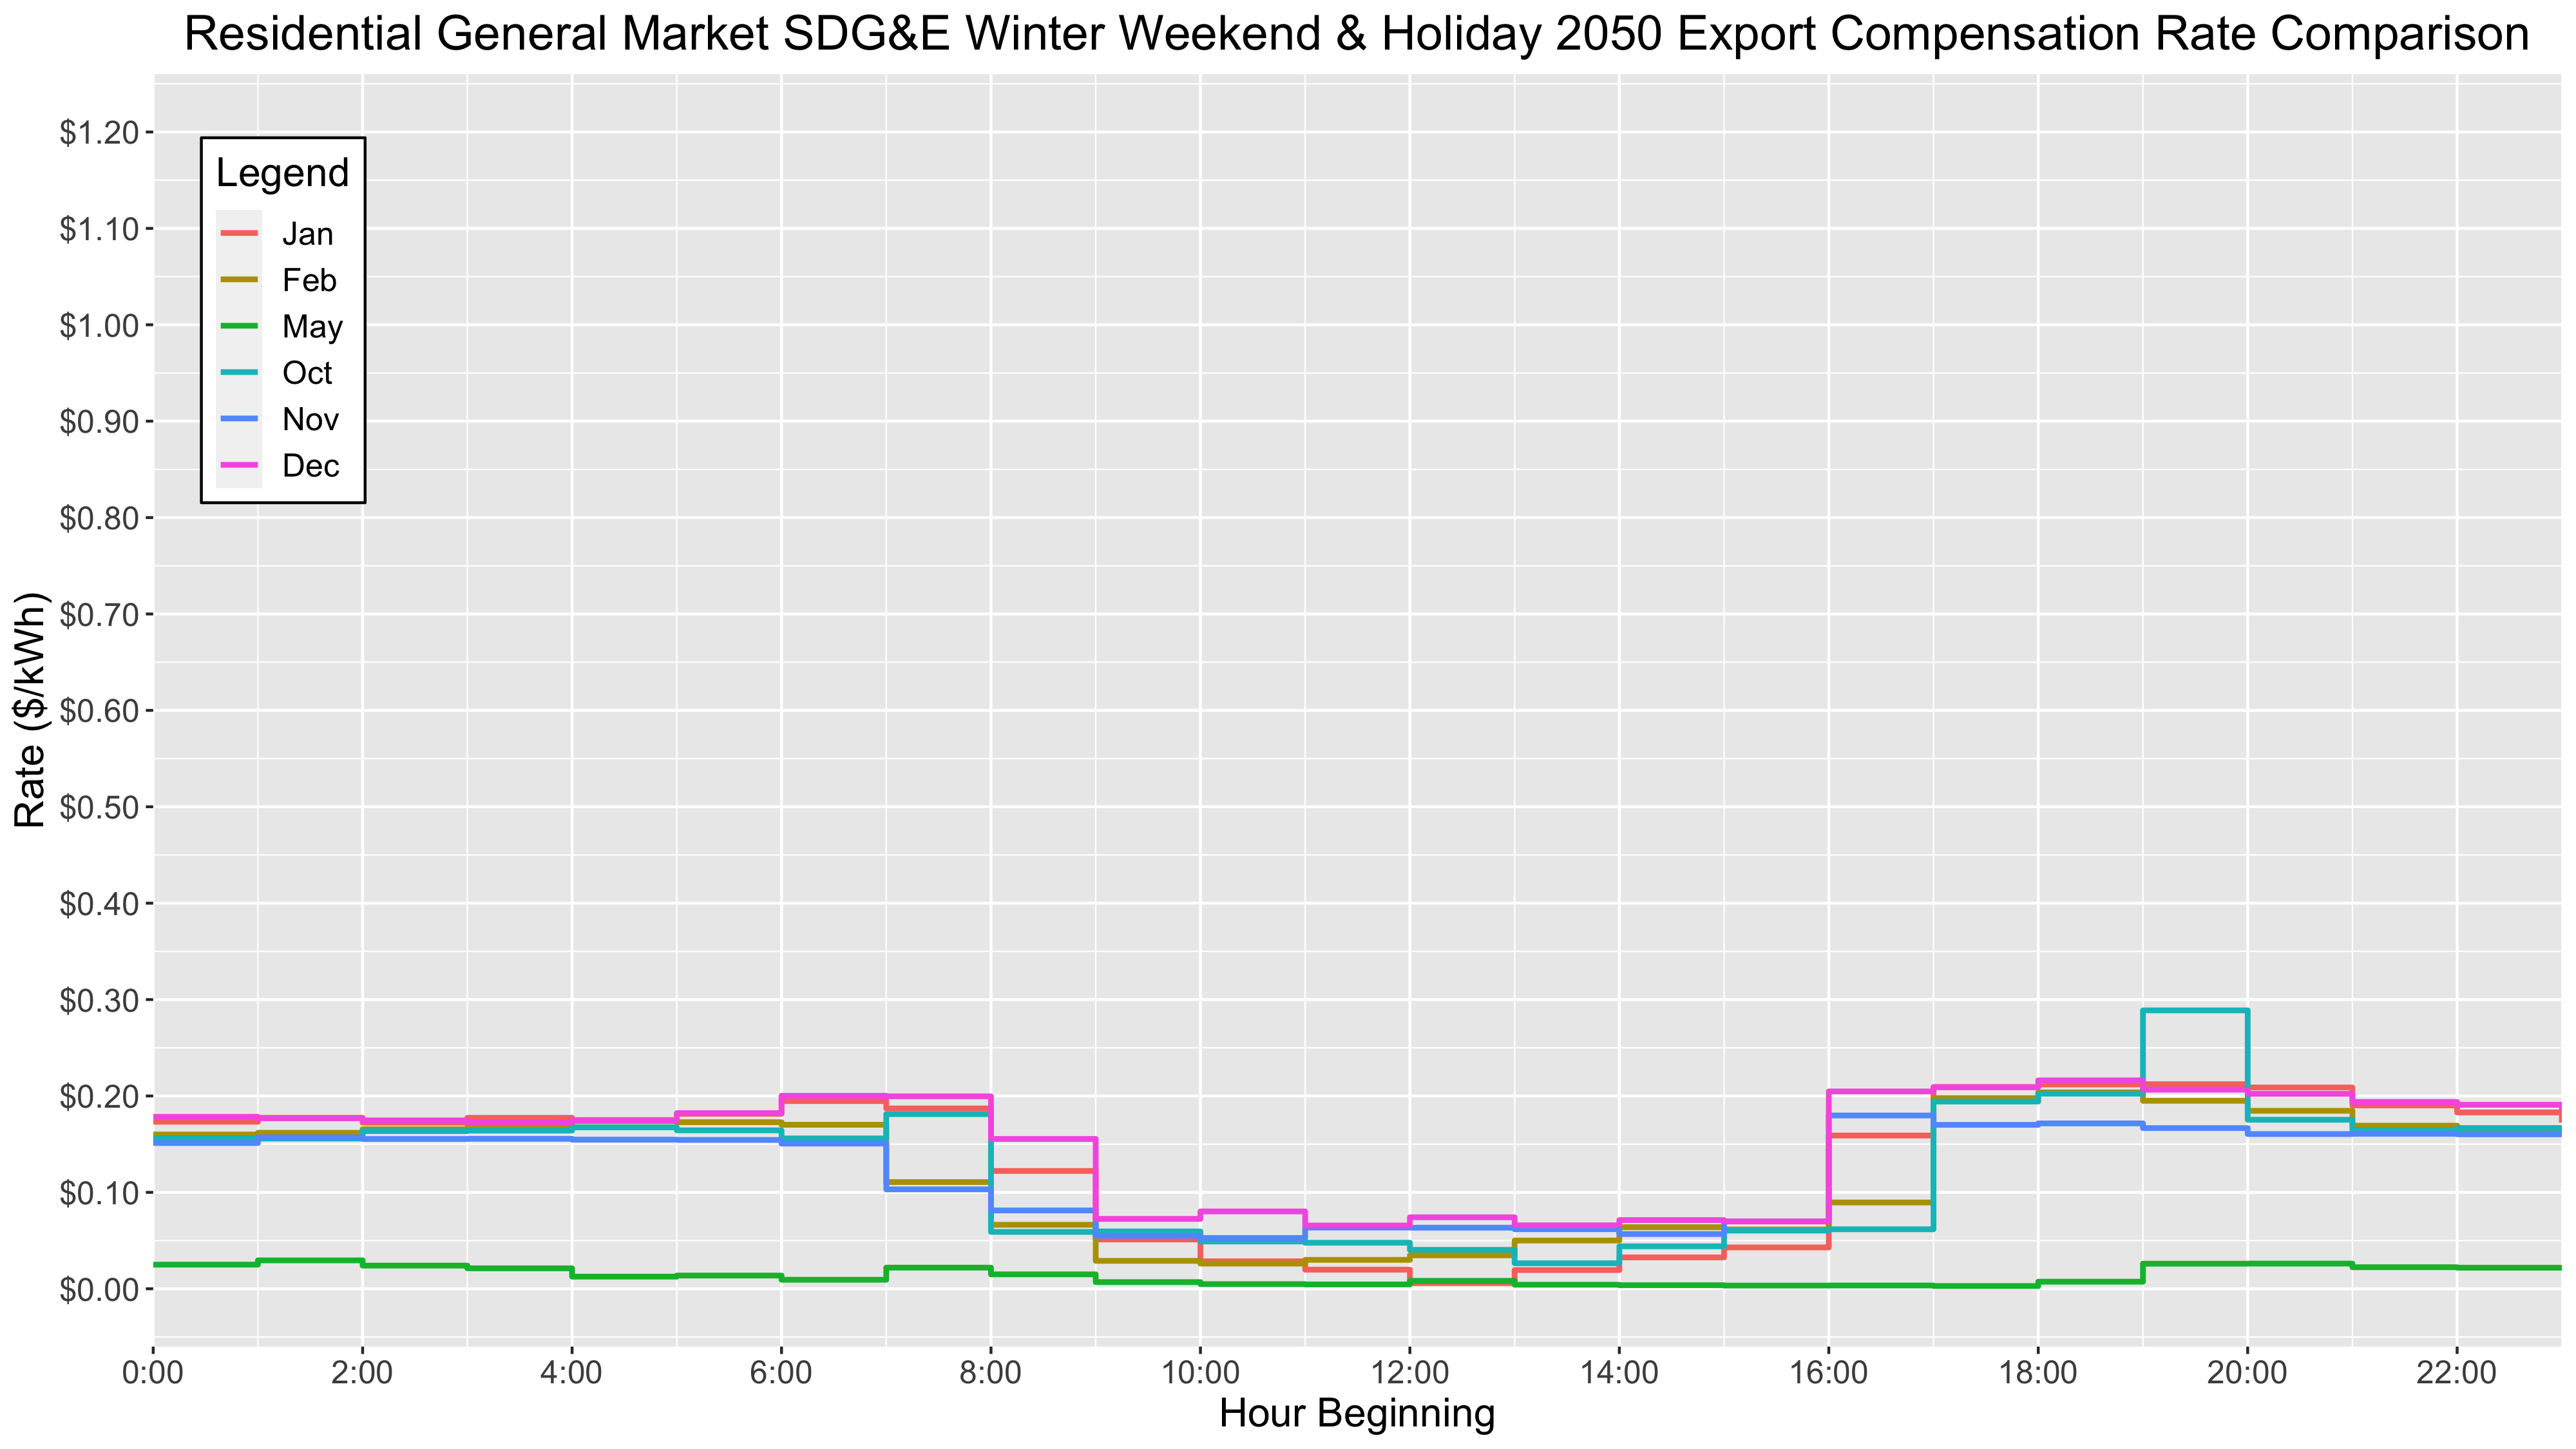 Residential General Market SDG&E Winter Weekend & Holiday 2050 Export Compensation Rate Comparison
$1.20
$1.10
$1.00
$0.90
$0.80
$0.70
$0.60
$0.50
$0.40
$0.30
$0.20
$0.10
$0.00
Rate ($/kWh)
Legend
Jan
Feb
May
Oct
Nov
Dec
0:00 2:00 4:00 6:00 8:00 10:00 12:00 14:00 16:00 18:00 20:00 22:00
Hour Beginning